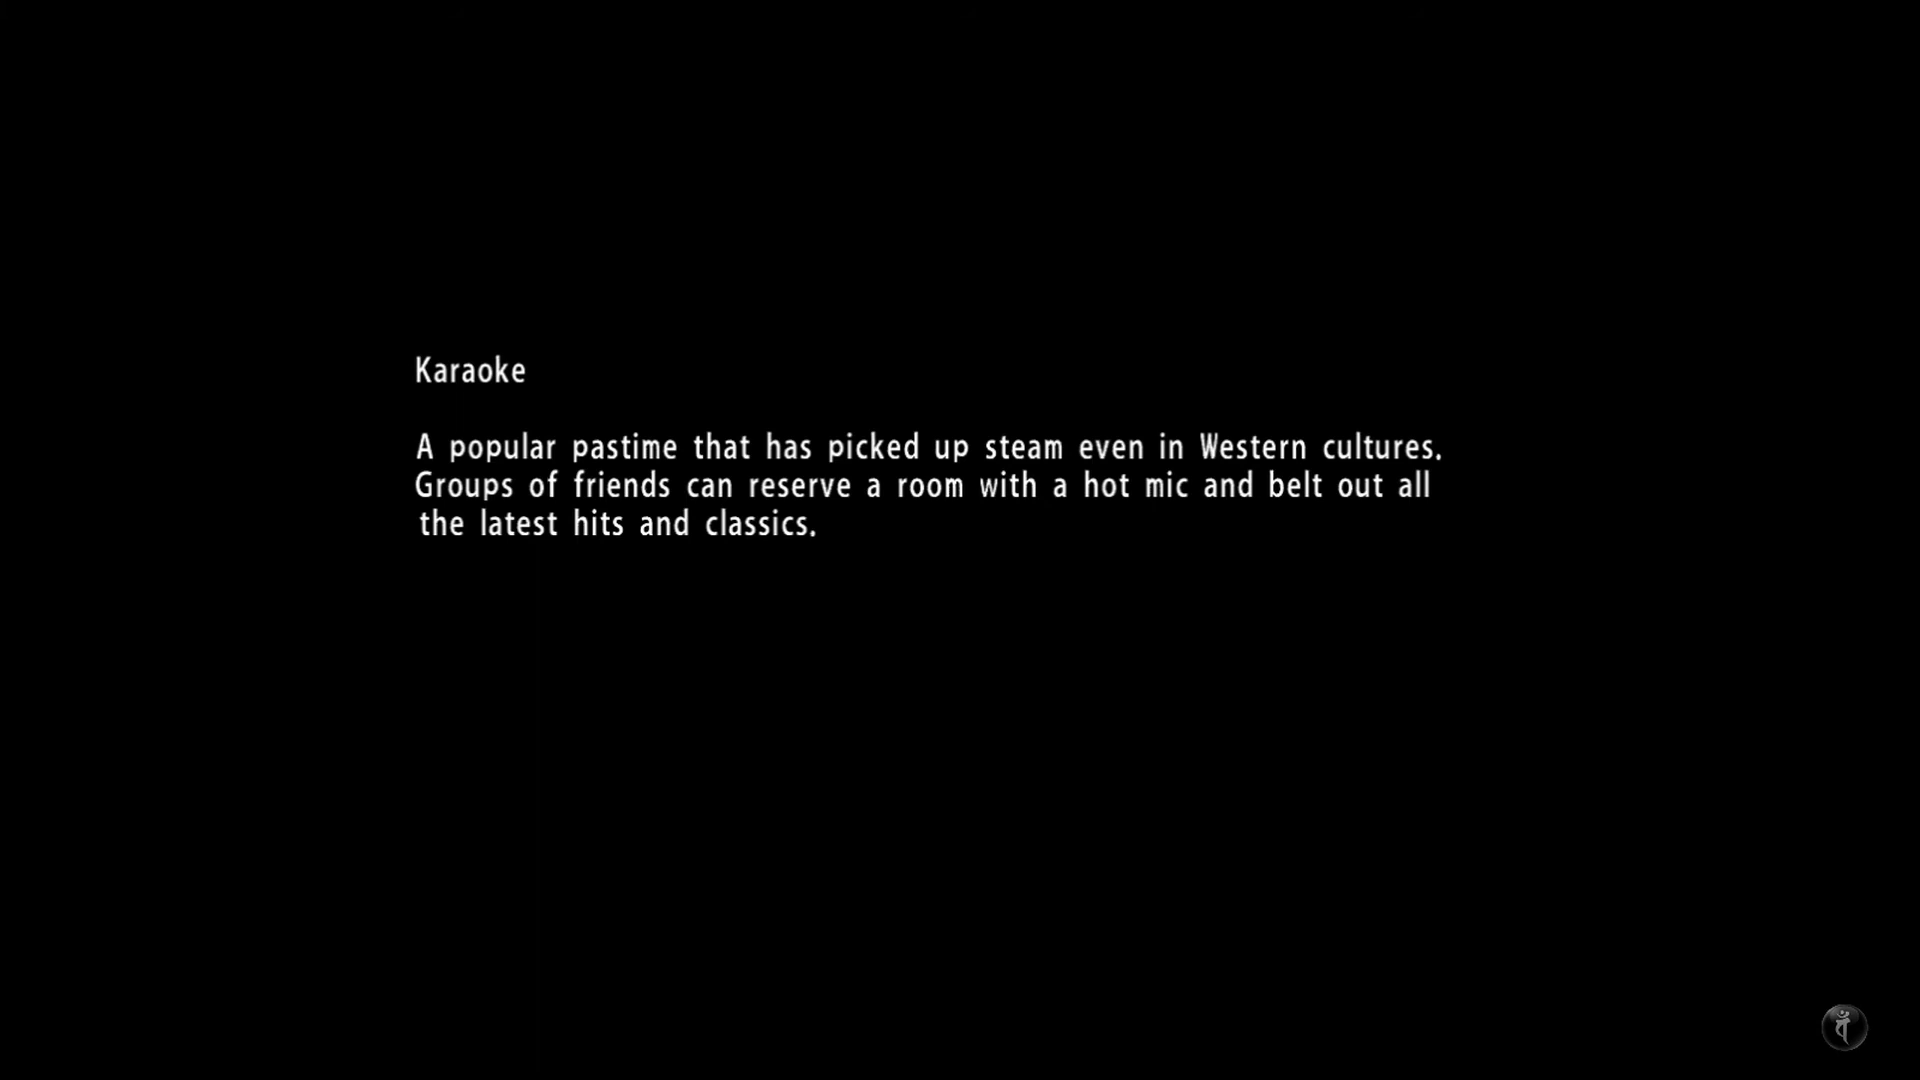 Karaoke
A popular pastime that has picked up steam even in Western cultures.
Groups of friends can reserve a room with a hot mic and belt out all
the latest hits and classics.